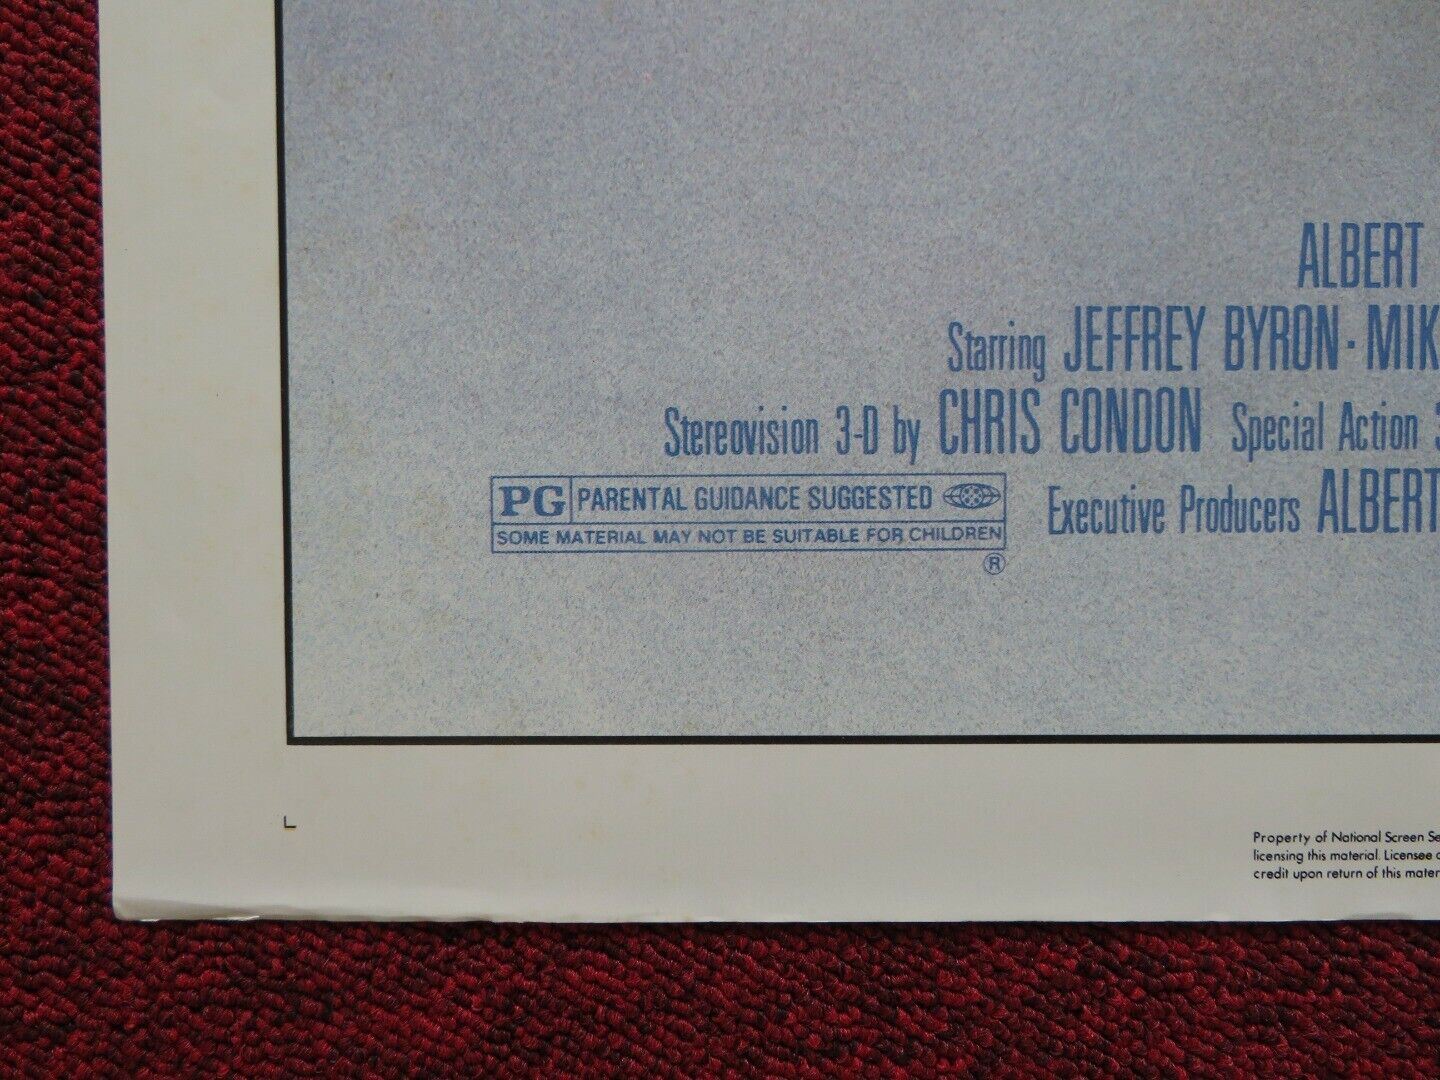 ALBERT
Starring JEFFREY BYRON · MIK
Stereovision 3-D by CHRIS CONDON Special Action
PG PARENTAL GUIDANCE SUGGESTED
SOME MATERIAL MAY NOT BE SUITABLE FOR CHILDREN
®
Executive Producers ALBERT
Property of National Screen Se
licensing this material. Licensee
credit upon return of this mater